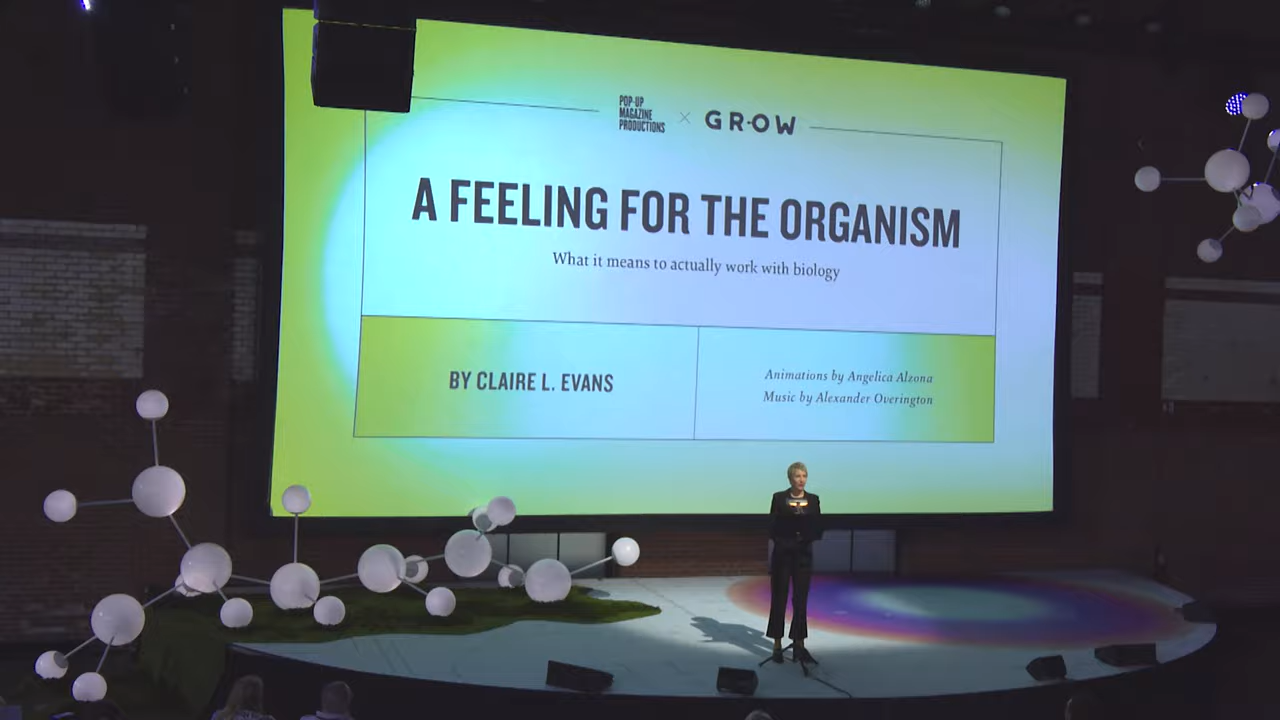 POP-UP
MAGAZINE
PRODUCTIONS
× GROW
A FEELING FOR THE ORGANISM
What it means to actually work with biology
BY CLAIRE L. EVANS
Animations by Angelica Alzona
Music by Alexander Overington